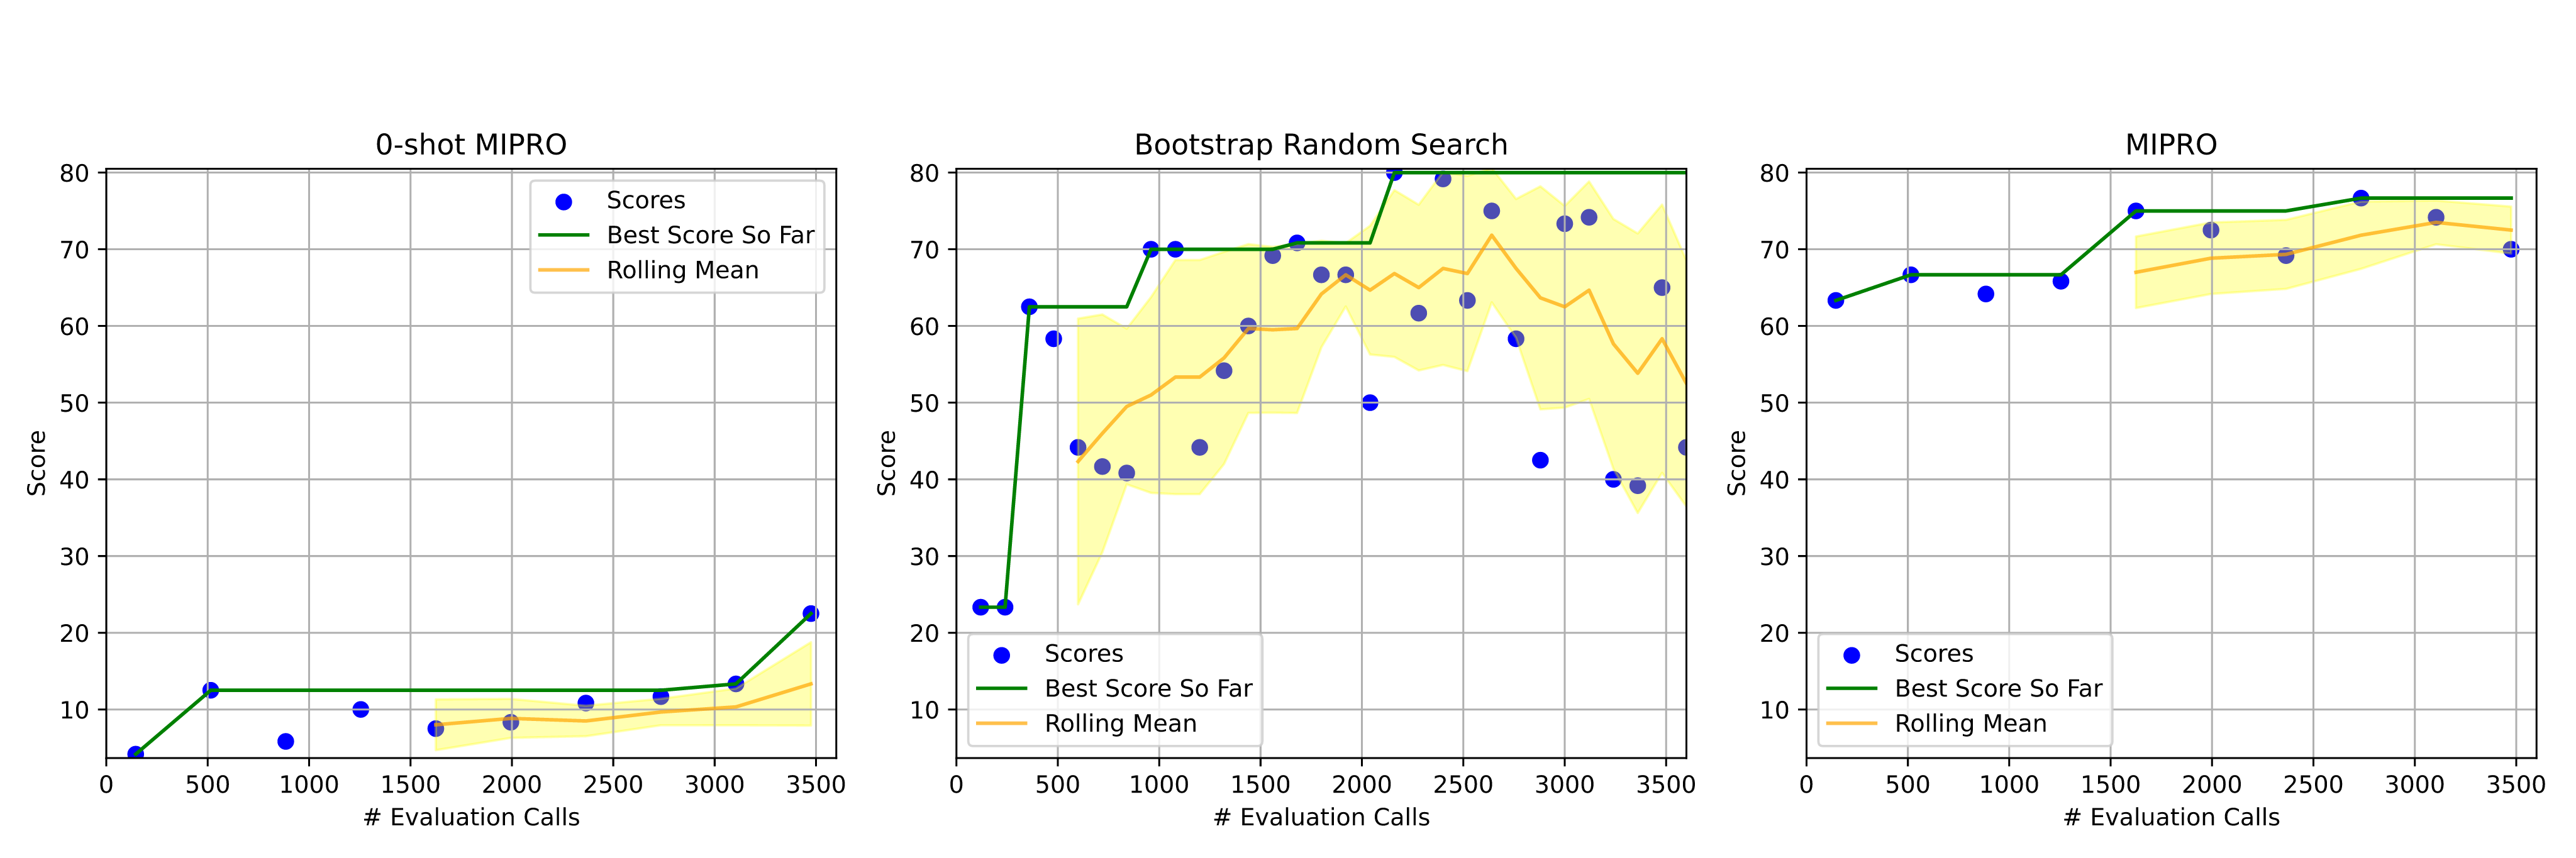 0-shot MIPRO
80
70
60
50
40
30
20
10
Score
Scores
Best Score So Far
Rolling Mean
0 500 1000 1500 2000 2500 3000 3500
# Evaluation Calls
Bootstrap Random Search
80
70
60
50
40
30
20
10
Score
Scores
Best Score So Far
Rolling Mean
0 500 1000 1500 2000 2500 3000 3500
# Evaluation Calls
MIPRO
80
70
60
50
40
30
20
10
Score
Scores
Best Score So Far
Rolling Mean
0 500 1000 1500 2000 2500 3000 3500
# Evaluation Calls